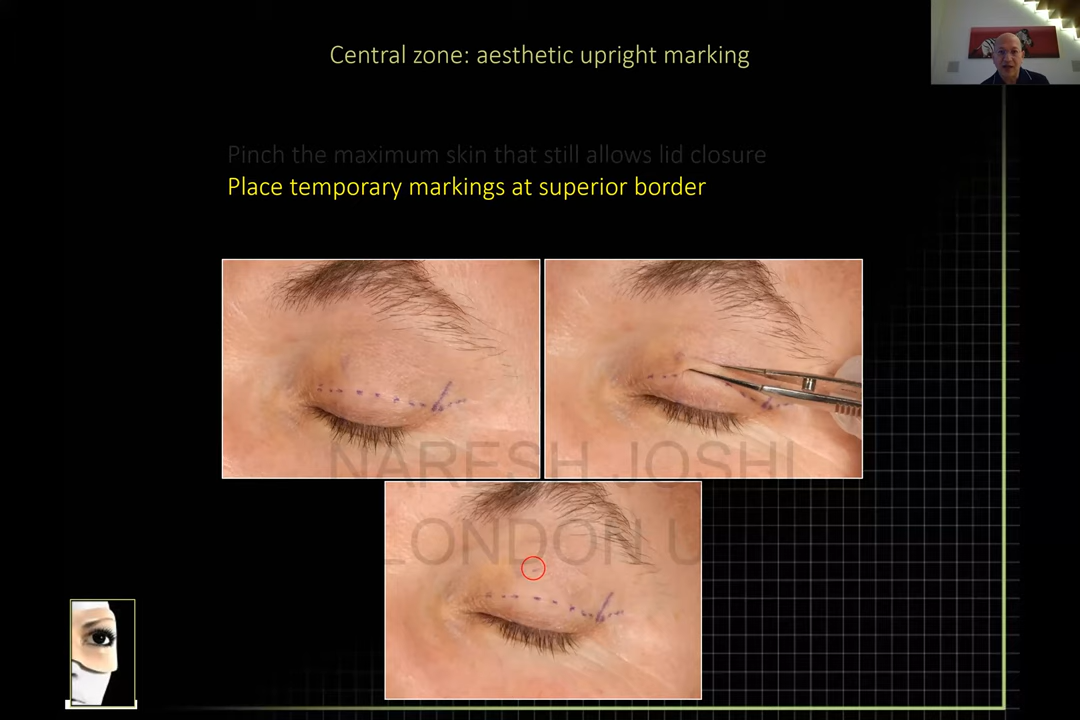 Central zone: aesthetic upright marking
Pinch the maximum skin that still allows lid closure
Place temporary markings at superior border
NARESH JOSHI
LONDON U